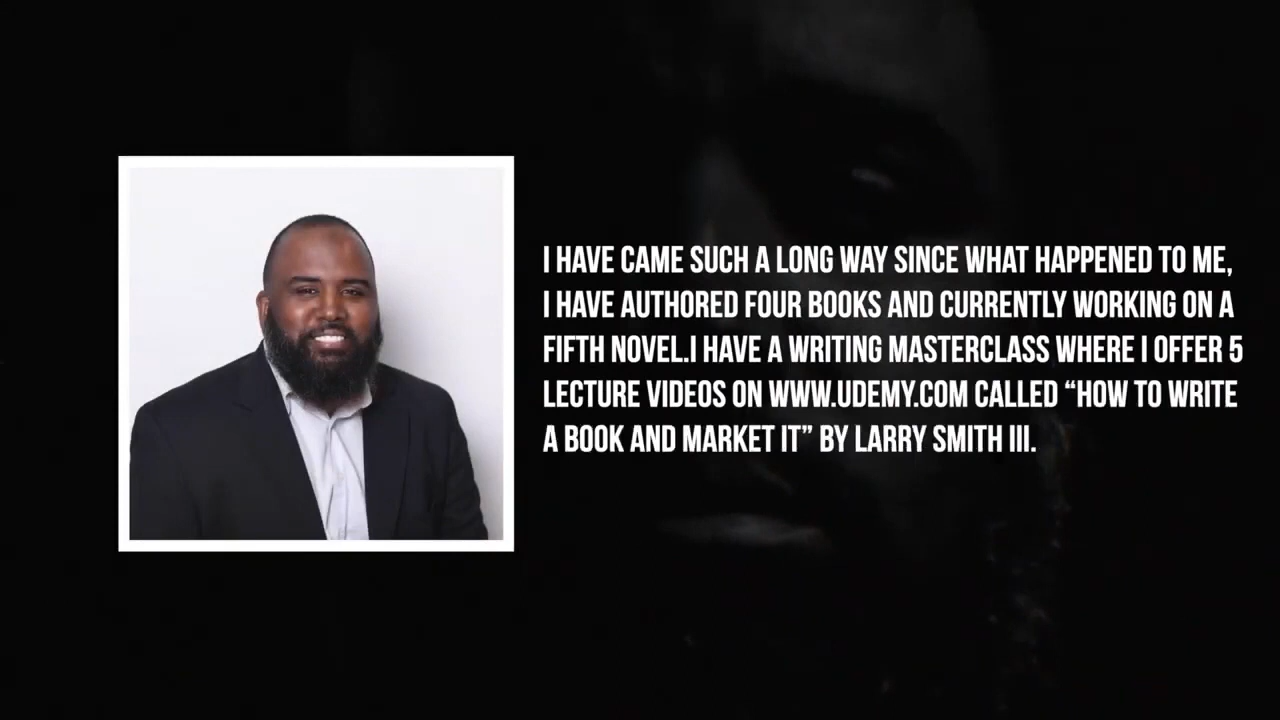 I HAVE CAME SUCH A LONG WAY SINCE WHAT HAPPENED TO ME,
I HAVE AUTHORED FOUR BOOKS AND CURRENTLY WORKING ON A
FIFTH NOVEL.I HAVE A WRITING MASTERCLASS WHERE I OFFER 5
LECTURE VIDEOS ON WWW.UDEMY.COM CALLED “HOW TO WRITE
A BOOK AND MARKET IT” BY LARRY SMITH III.